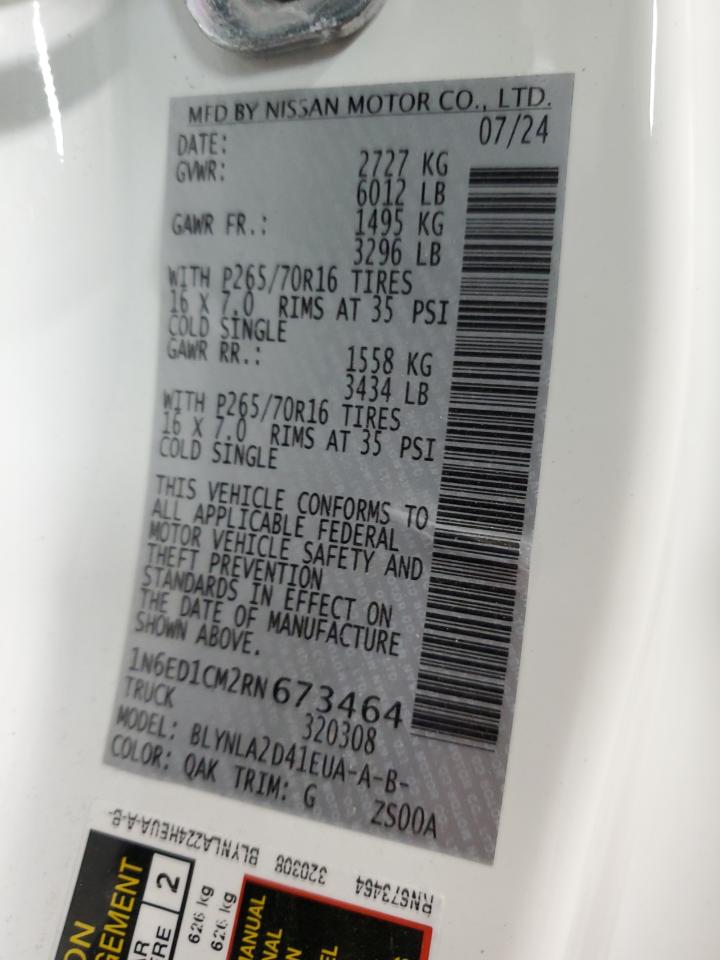 MFD BY NISSAN MOTOR CO., LTD.
DATE: 07/24
GVWR: 2727 KG
6012 LB
GAWR FR.: 1495 KG
3296 LB
WITH P265/70R16 TIRES
16 X 7.0 RIMS AT 35 PSI
COLD SINGLE
GAWR RR.: 1558 KG
3434 LB
WITH P265/70R16 TIRES
16 X 7.0 RIMS AT 35 PSI
COLD SINGLE
THIS VEHICLE CONFORMS TO
ALL APPLICABLE FEDERAL
MOTOR VEHICLE SAFETY AND
THEFT PREVENTION
STANDARDS IN EFFECT ON
THE DATE OF MANUFACTURE
SHOWN ABOVE.
1N6ED1CM2RN673464
TRUCK 320308
MODEL: BLYNLA2D41EUA-A-B-
COLOR: QAK TRIM: G ZS00A
RN673464 320308 BLYNLA224HEUA-A-B-
2
626 kg
626 kg
MANUAL